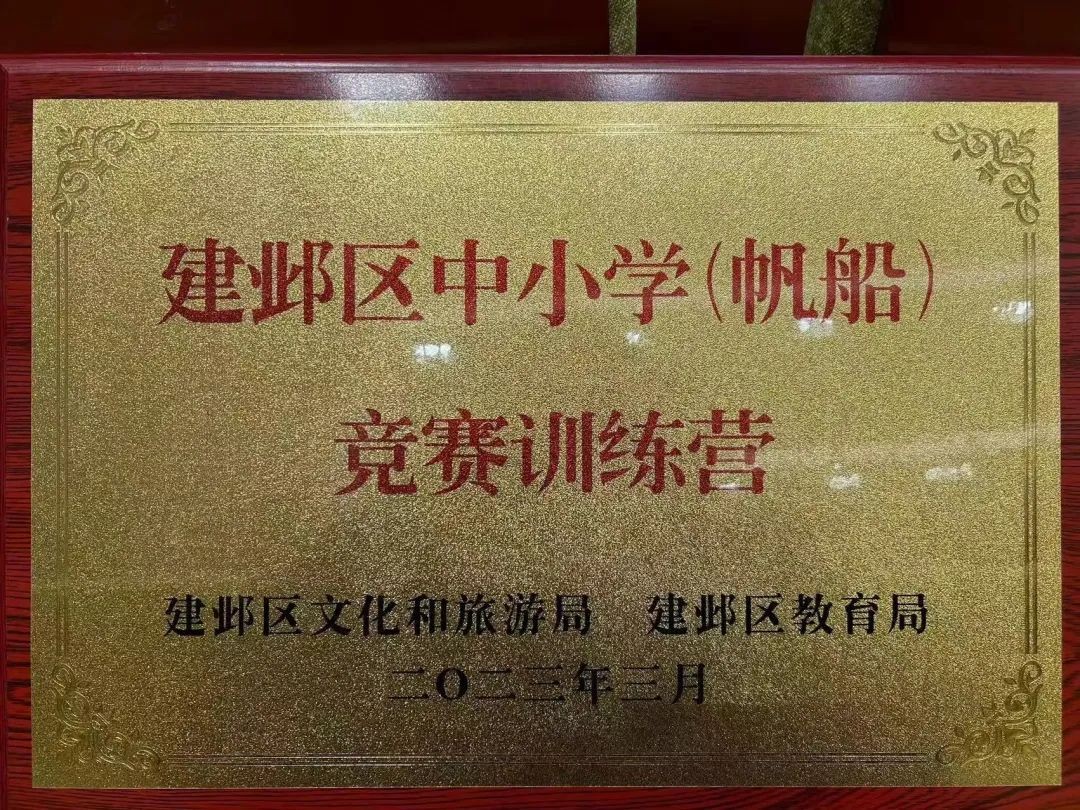 建邺区中小学（帆船）
竞赛训练营
建邺区文化和旅游局 建邺区教育局
二〇二三年三月